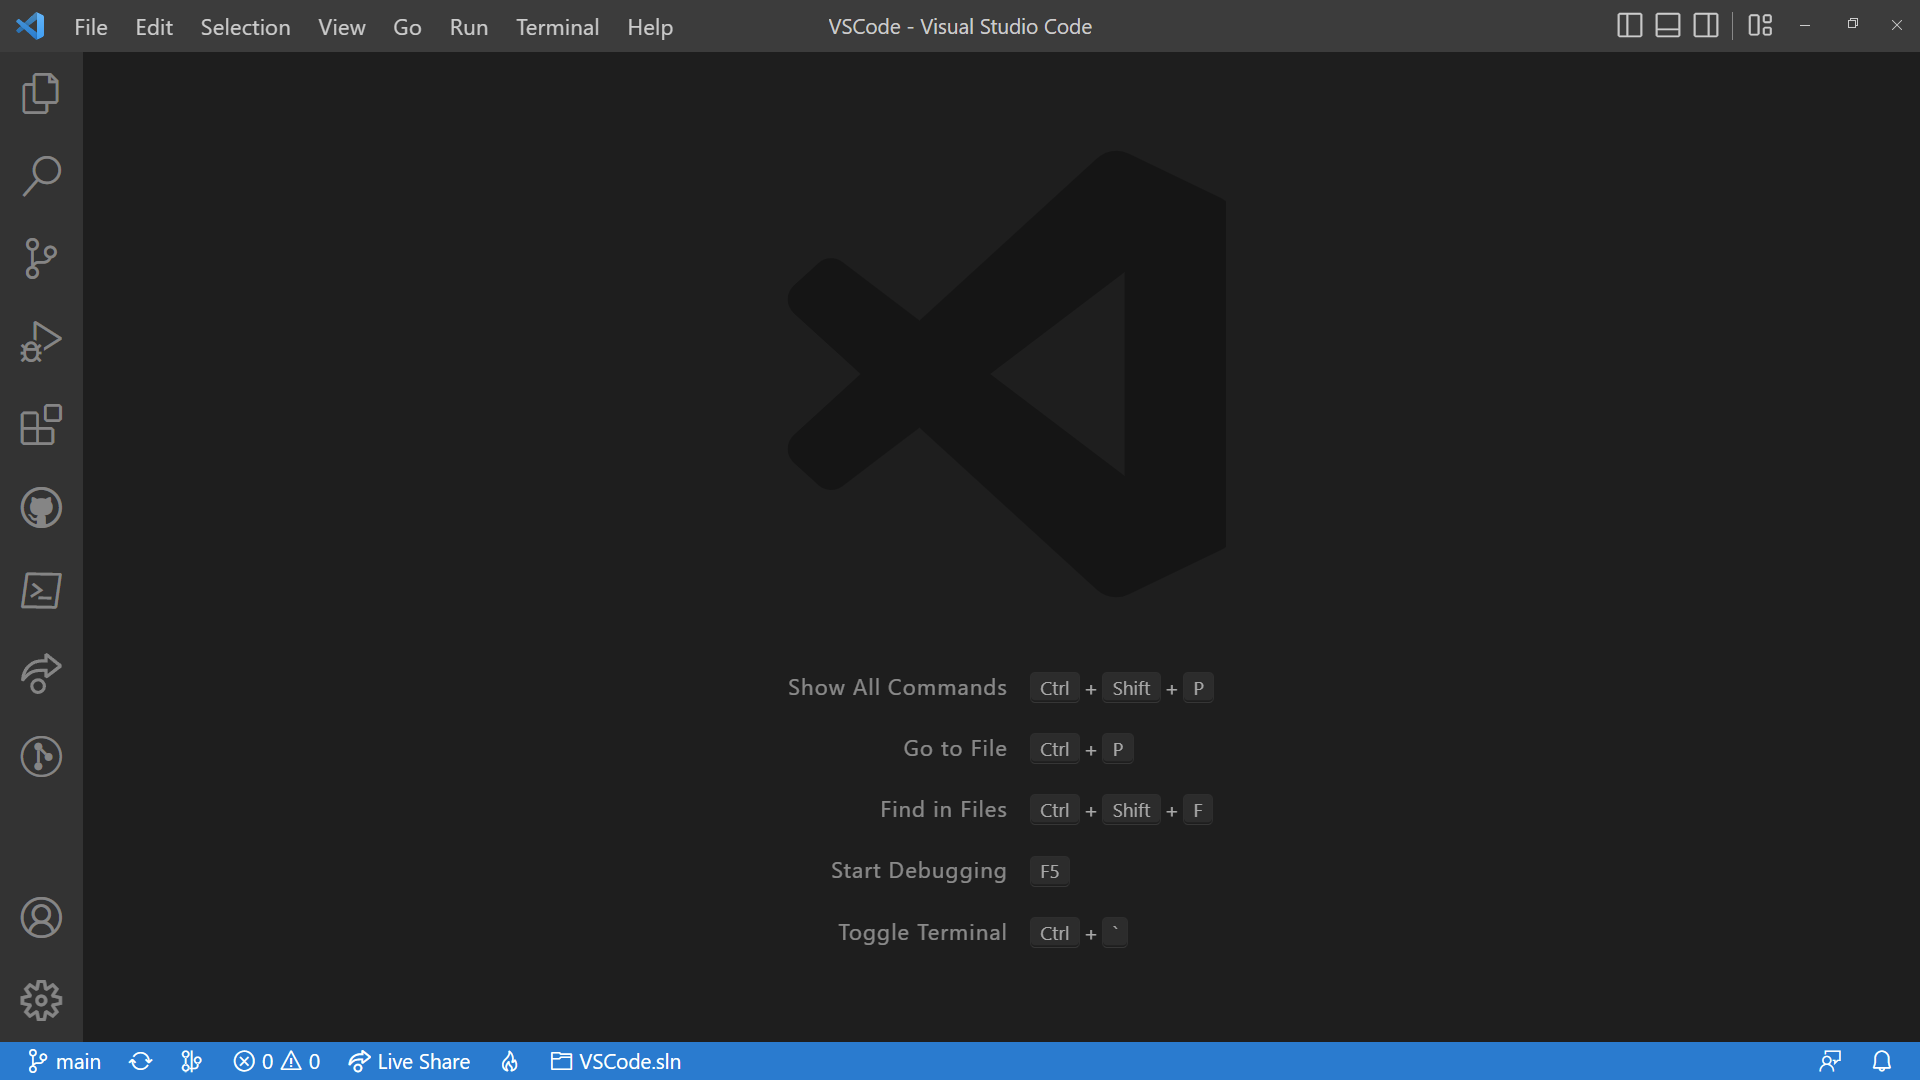 File Edit Selection View Go Run Terminal Help VSCode - Visual Studio Code
Show All Commands Ctrl + Shift + P
Go to File Ctrl + P
Find in Files Ctrl + Shift + F
Start Debugging F5
Toggle Terminal Ctrl + `
main 0 0 Live Share VSCode.sln